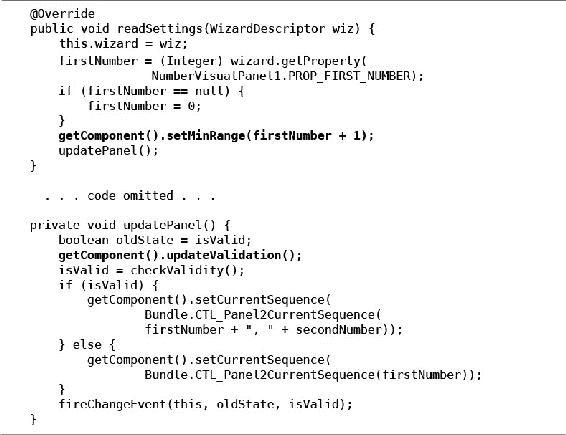 @Override
public void readSettings(WizardDescriptor wiz) {
    this.wizard = wiz;
    firstNumber = (Integer) wizard.getProperty(
                 NumberVisualPanel1.PROP_FIRST_NUMBER);
    if (firstNumber == null) {
        firstNumber = 0;
    }
    getComponent().setMinRange(firstNumber + 1);
    updatePanel();
}
  . . . code omitted . . .
private void updatePanel() {
    boolean oldState = isValid;
    getComponent().updateValidation();
    isValid = checkValidity();
    if (isValid) {
        getComponent().setCurrentSequence(
                Bundle.CTL_Panel2CurrentSequence(
                firstNumber + ", " + secondNumber));
    } else {
        getComponent().setCurrentSequence(
                Bundle.CTL_Panel2CurrentSequence(firstNumber));
    }
    fireChangeEvent(this, oldState, isValid);
}